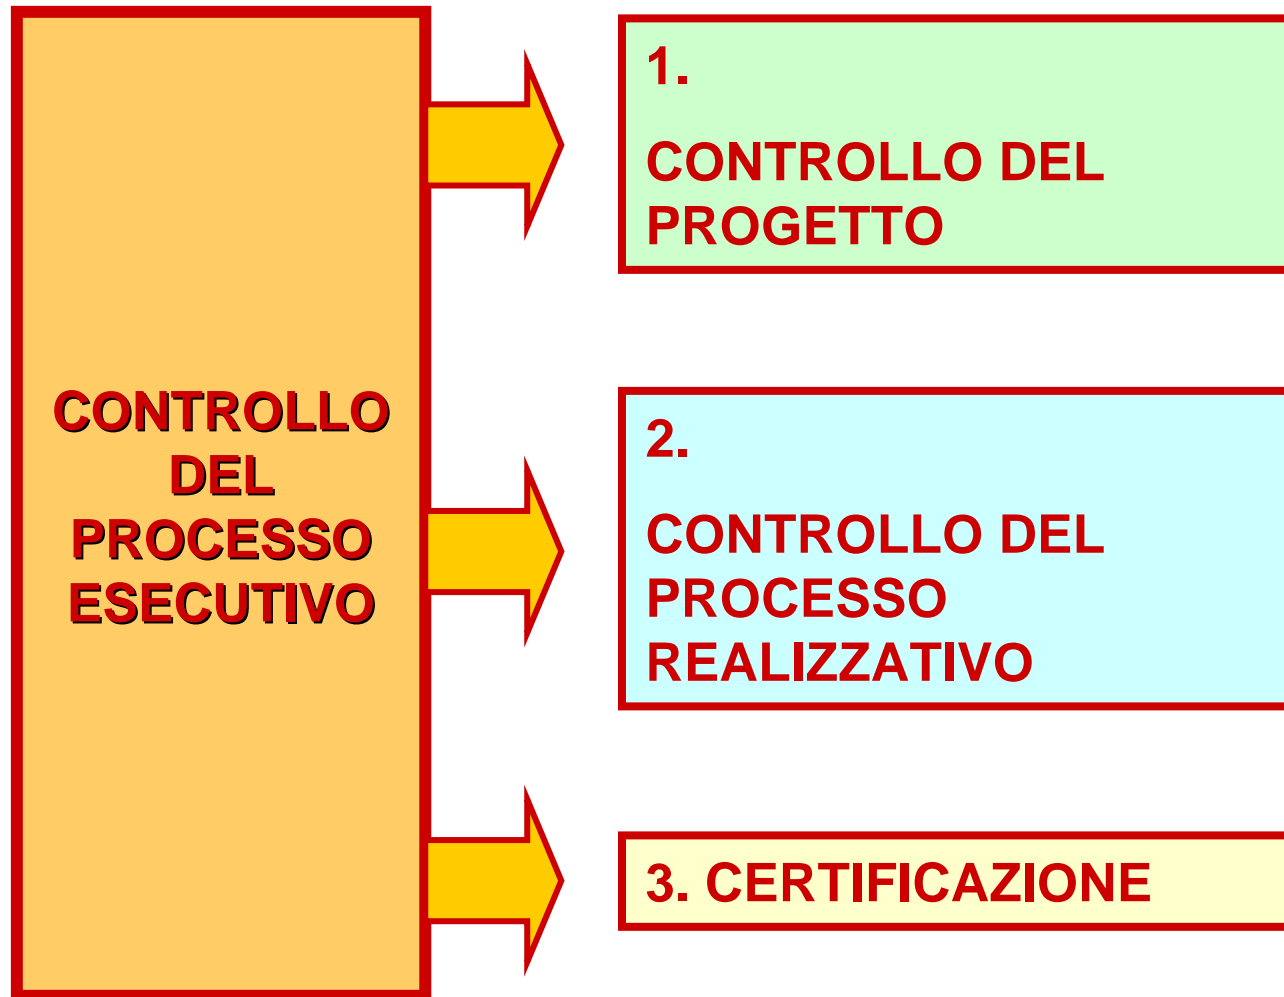 CONTROLLO
DEL
PROCESSO
ESECUTIVO
1.
CONTROLLO DEL
PROGETTO
2.
CONTROLLO DEL
PROCESSO
REALIZZATIVO
3. CERTIFICAZIONE